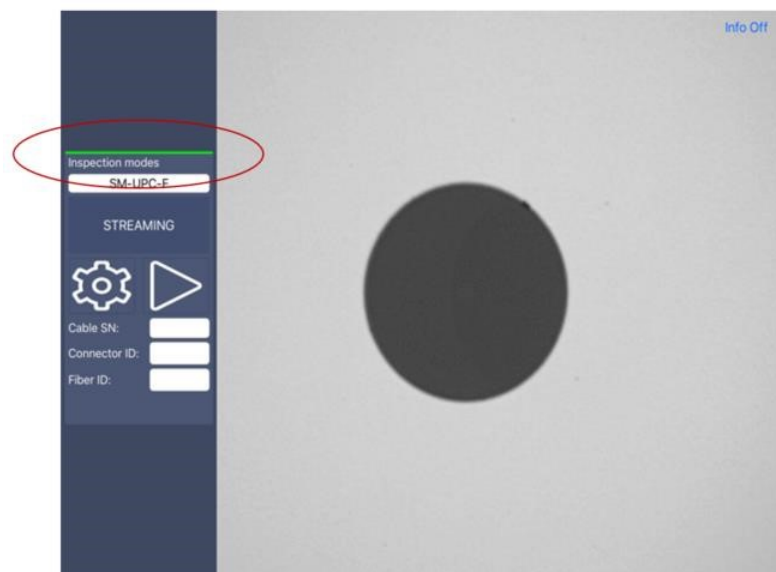 Info Off
Inspection modes
SM-UPC-F
STREAMING
Cable SN:
Connector ID:
Fiber ID: